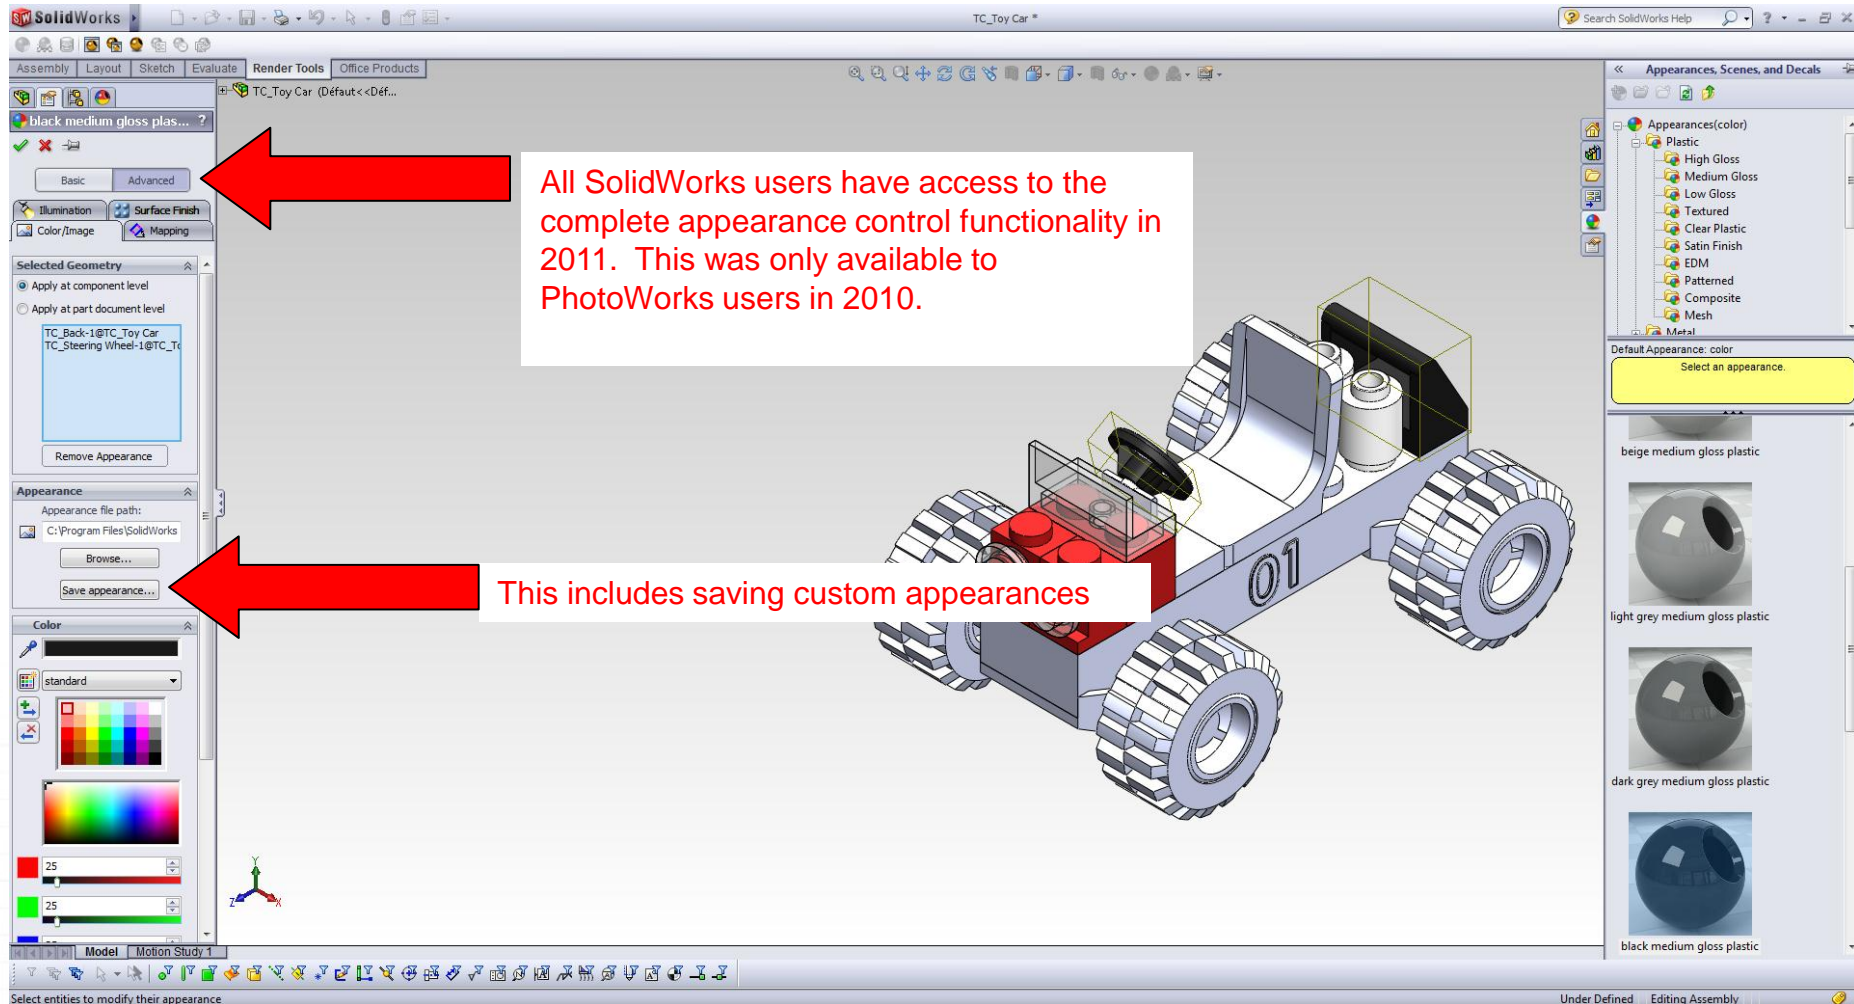 SolidWorks
TC_Toy Car *
Search SolidWorks Help
?
Assembly
Layout
Sketch
Evaluate
Render Tools
Office Products
TC_Toy Car (Défaut<<Déf...
black medium gloss plas... ?
Basic
Advanced
Illumination
Surface Finish
Color/Image
Mapping
Selected Geometry
Apply at component level
Apply at part document level
TC_Back-1@TC_Toy Car
TC_Steering Wheel-1@TC_To
Remove Appearance
Appearance
Appearance file path:
C:\Program Files\SolidWorks
Browse...
Save appearance...
Color
standard
25
25
All SolidWorks users have access to the
complete appearance control functionality in
2011. This was only available to
PhotoWorks users in 2010.
This includes saving custom appearances
01
Y
Z
X
Appearances, Scenes, and Decals
Appearances(color)
Plastic
High Gloss
Medium Gloss
Low Gloss
Textured
Clear Plastic
Satin Finish
EDM
Patterned
Composite
Mesh
Metal
Default Appearance: color
Select an appearance.
beige medium gloss plastic
light grey medium gloss plastic
dark grey medium gloss plastic
black medium gloss plastic
Model
Motion Study 1
Select entities to modify their appearance
Under Defined
Editing Assembly